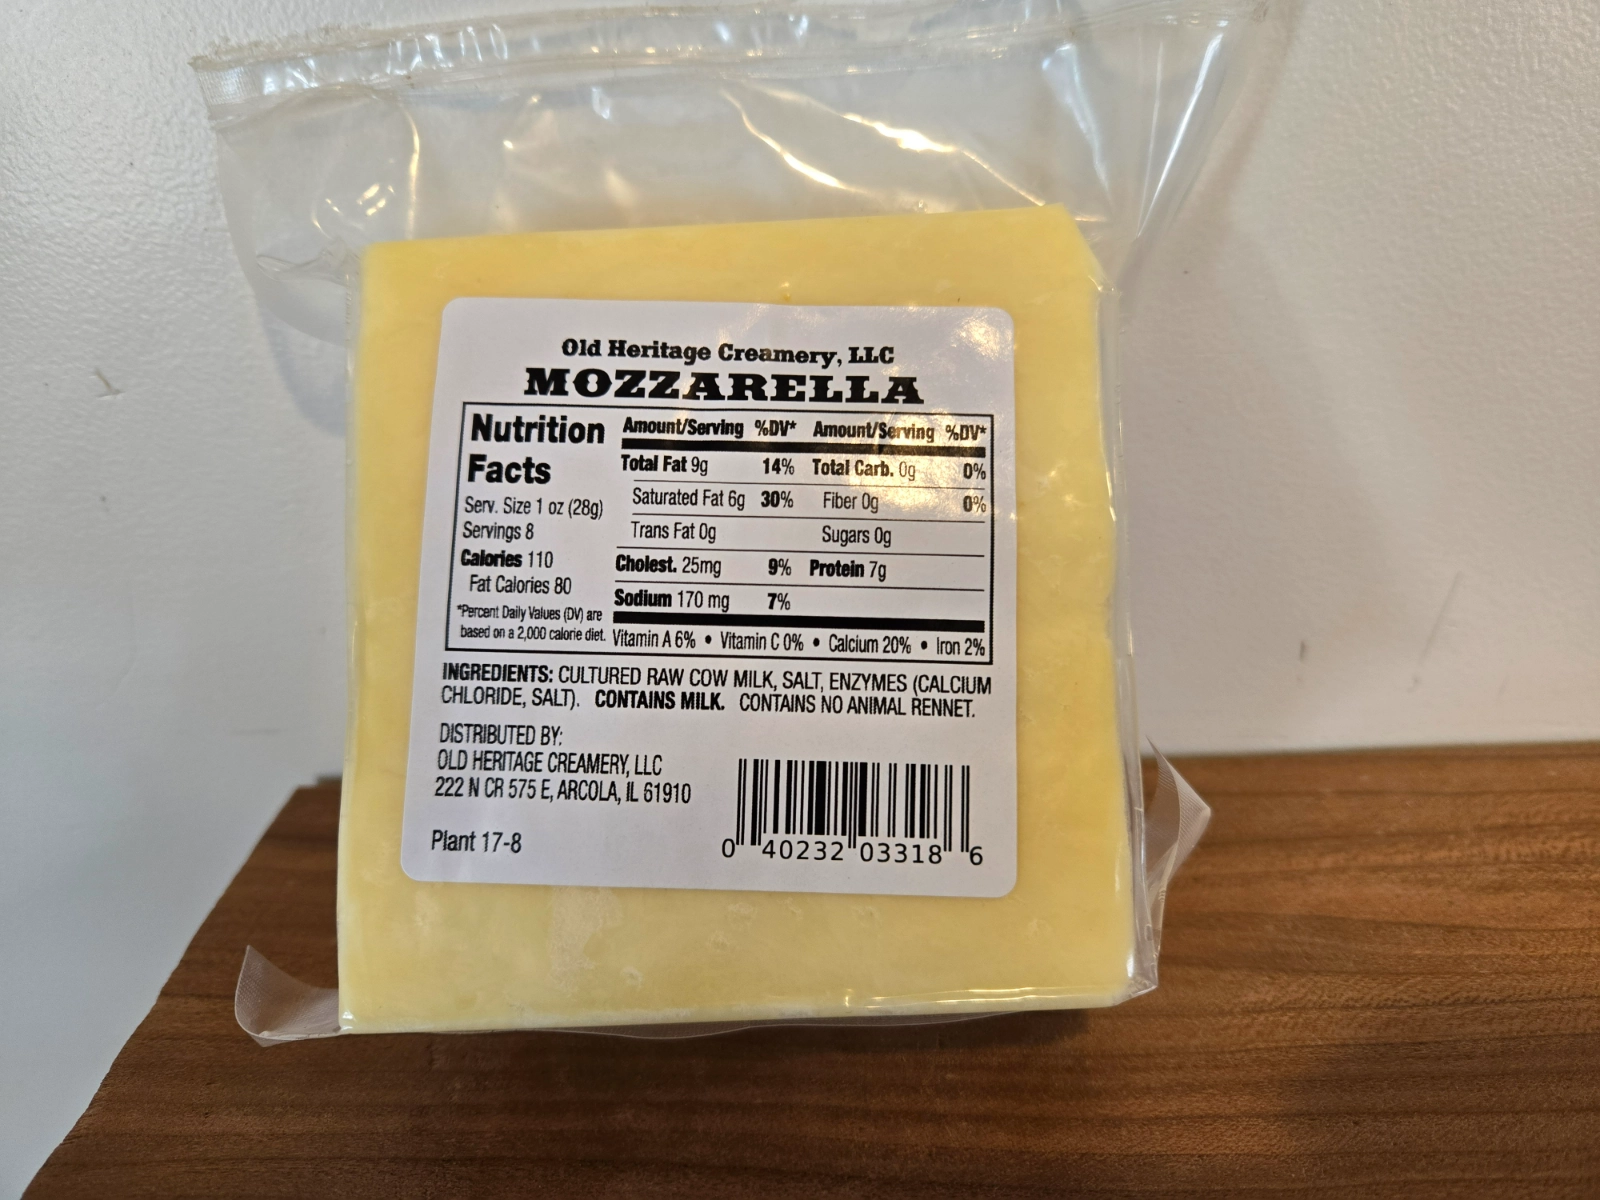 Old Heritage Creamery, LLC
MOZZARELLA
Nutrition
Facts
Serv. Size 1 oz (28g)
Servings 8
Calories 110
Fat Calories 80
*Percent Daily Values (DV) are
based on a 2,000 calorie diet.
Amount/Serving %DV* Amount/Serving %DV*
Total Fat 9g 14% Total Carb. 0g 0%
Saturated Fat 6g 30% Fiber 0g 0%
Trans Fat 0g Sugars 0g
Cholest. 25mg 9% Protein 7g
Sodium 170 mg 7%
Vitamin A 6% • Vitamin C 0% • Calcium 20% • Iron 2%
INGREDIENTS: CULTURED RAW COW MILK, SALT, ENZYMES (CALCIUM
CHLORIDE, SALT). CONTAINS MILK. CONTAINS NO ANIMAL RENNET.
DISTRIBUTED BY:
OLD HERITAGE CREAMERY, LLC
222 N CR 575 E, ARCOLA, IL 61910
Plant 17-8
0 40232 03318 6